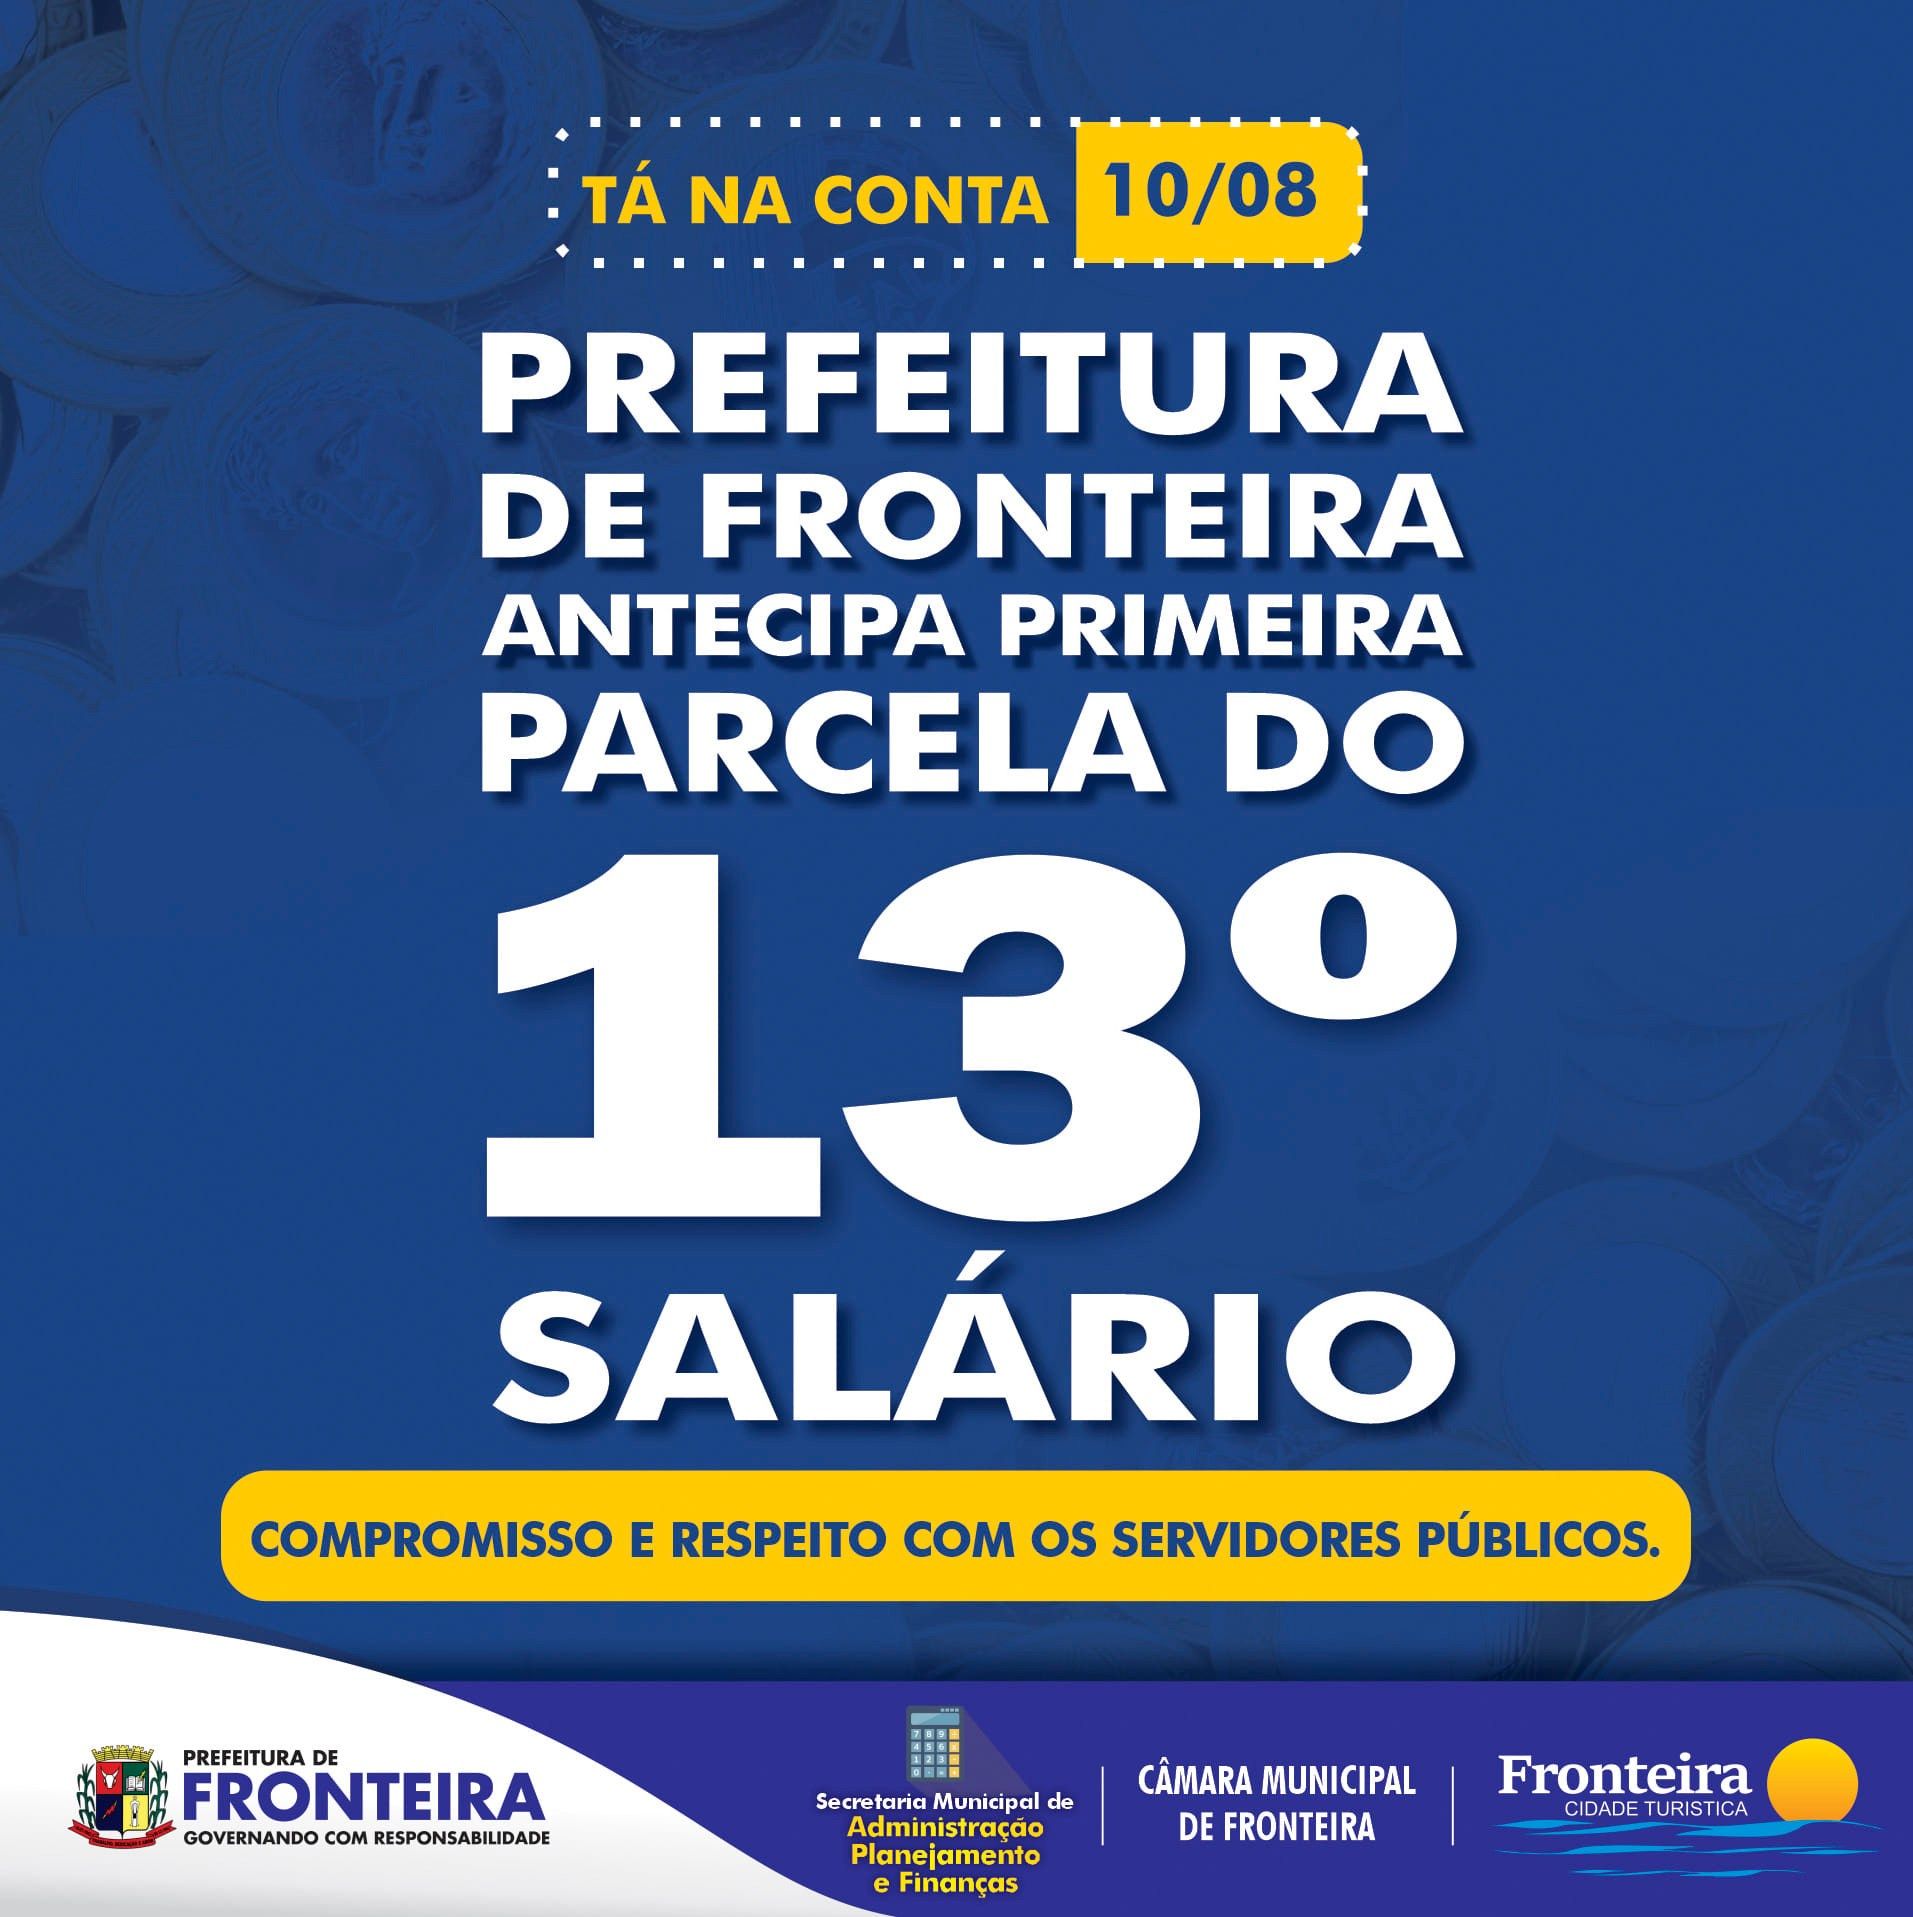 TÁ NA CONTA 10/08
PREFEITURA
DE FRONTEIRA
ANTECIPA PRIMEIRA
PARCELA DO
13º
SALÁRIO
COMPROMISSO E RESPEITO COM OS SERVIDORES PÚBLICOS.
PREFEITURA DE
FRONTEIRA
GOVERNANDO COM RESPONSABILIDADE
Secretaria Municipal de
Administração
Planejamento
e Finanças
CÂMARA MUNICIPAL
DE FRONTEIRA
Fronteira
CIDADE TURISTICA